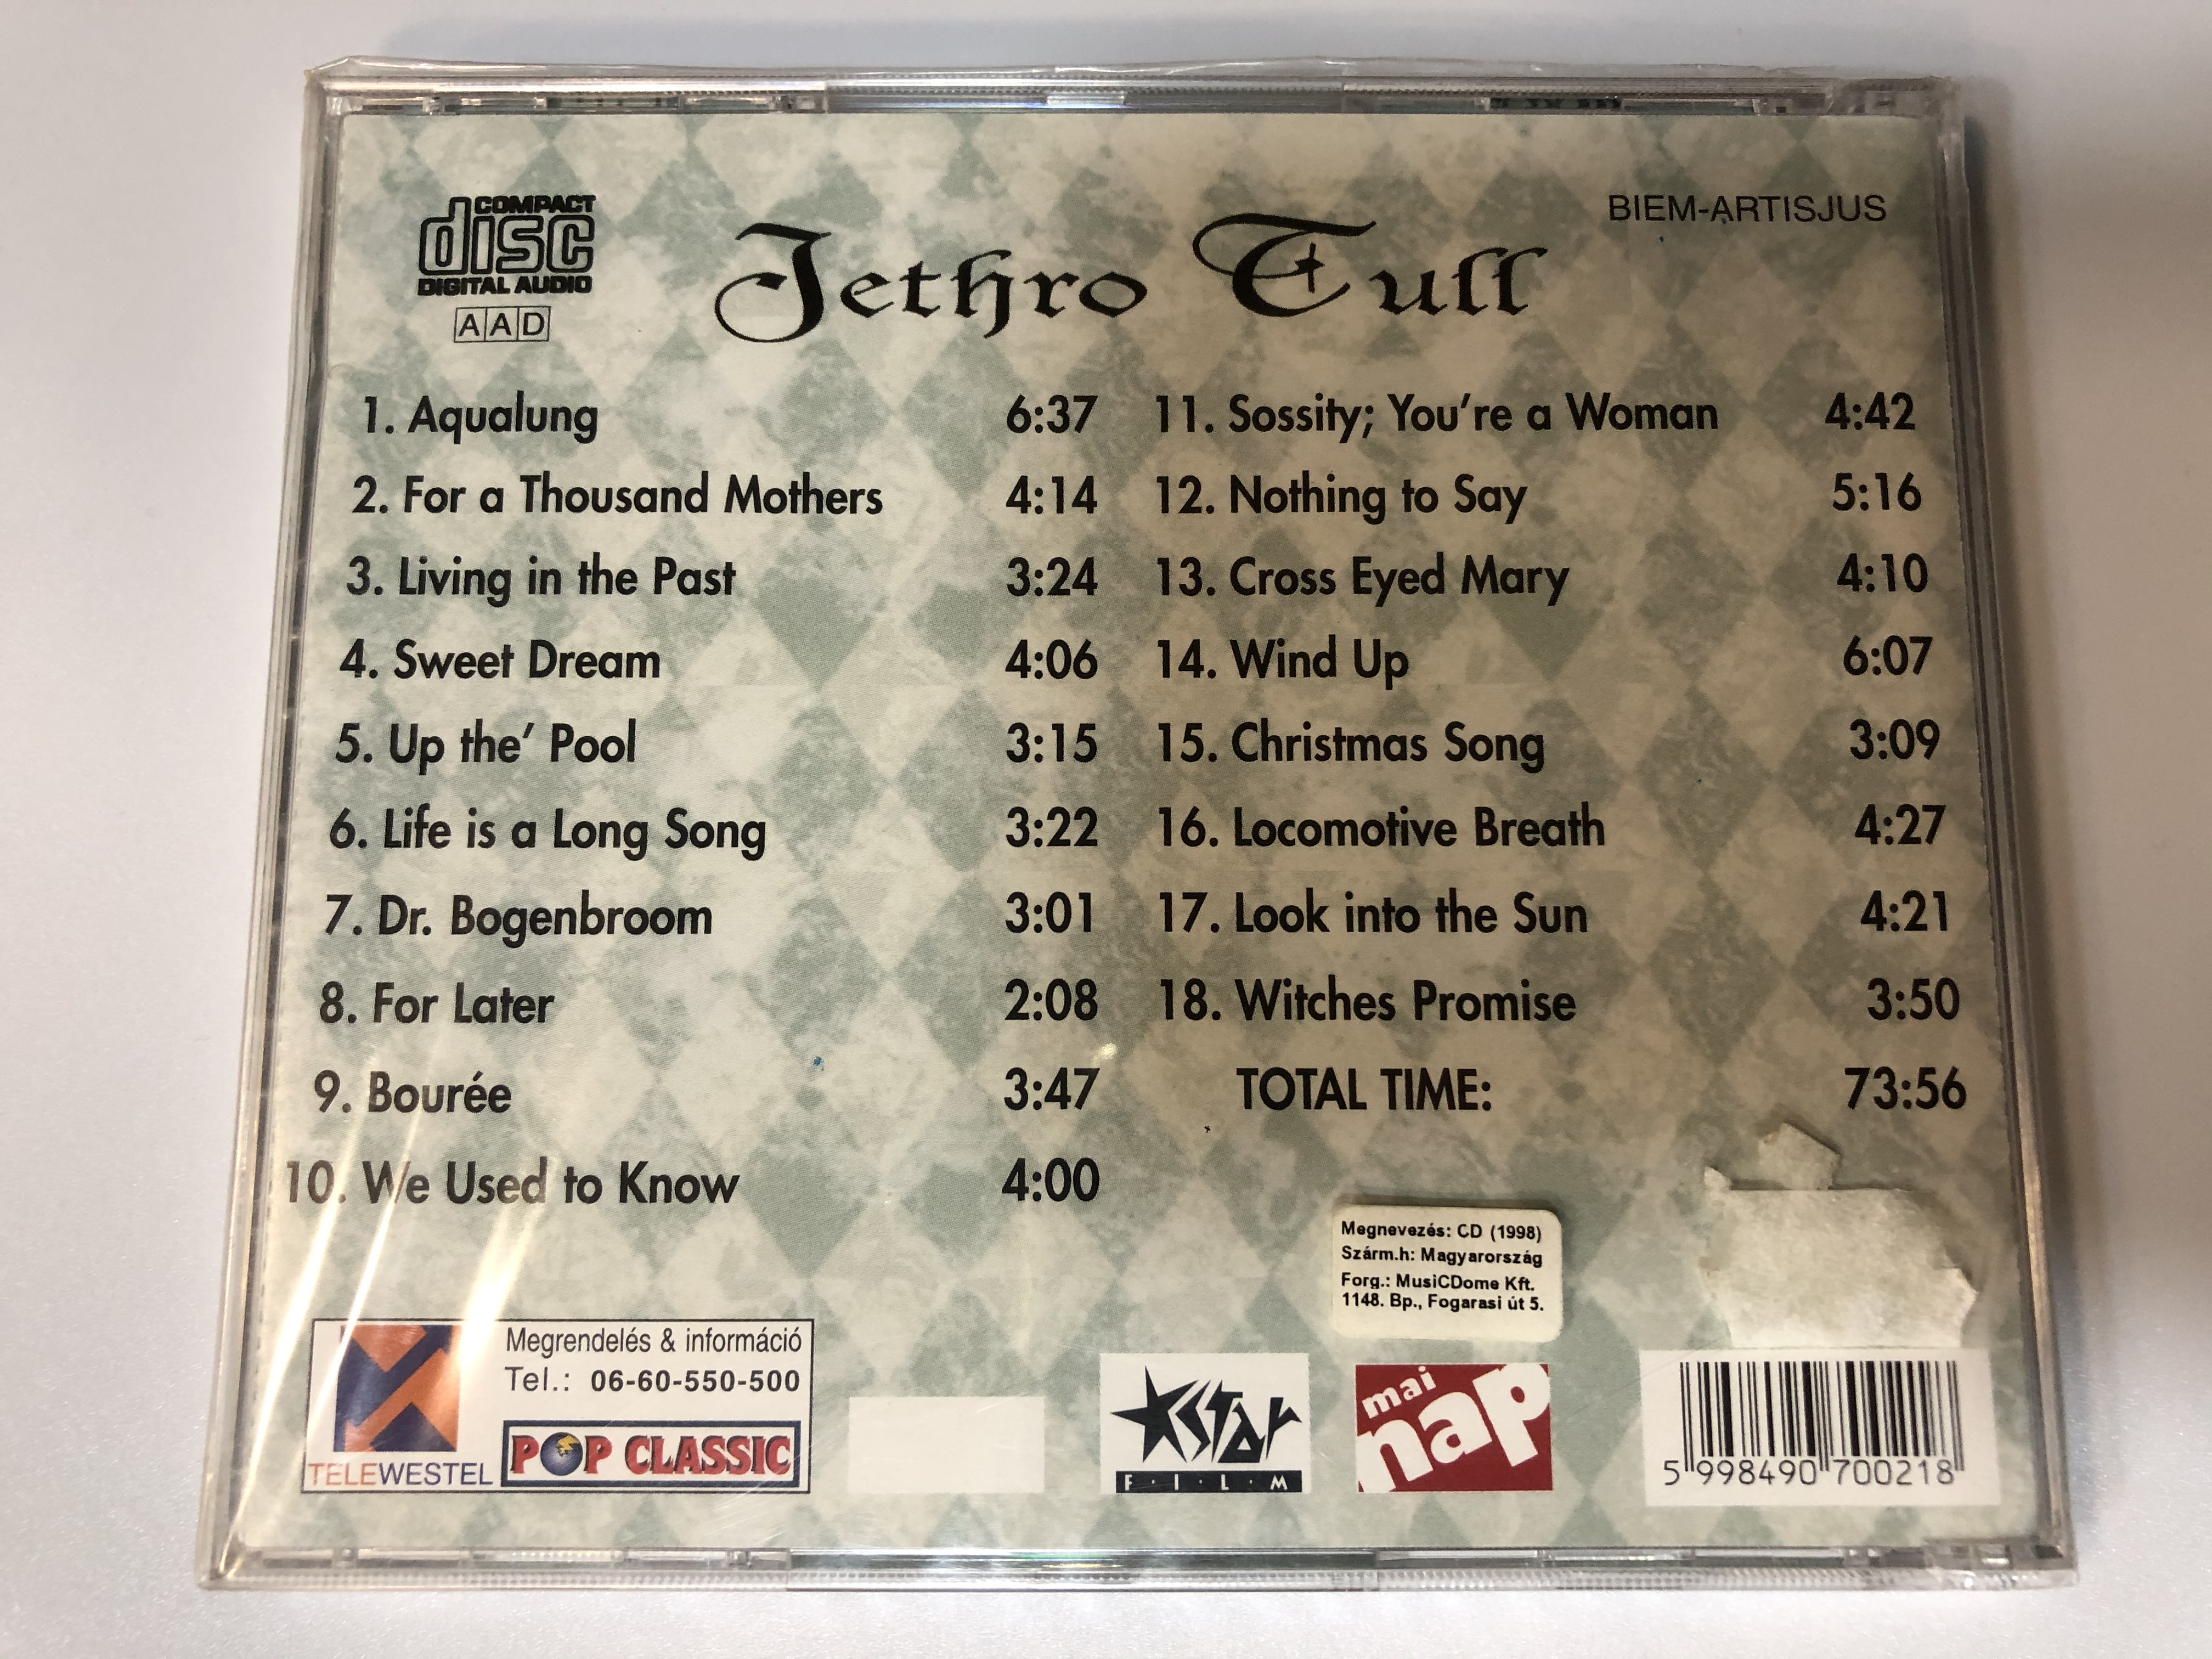 COMPACT
disc
DIGITAL AUDIO
AAD
Jethro Tull
BIEM-ARTISJUS
1. Aqualung 6:37
2. For a Thousand Mothers 4:14
3. Living in the Past 3:24
4. Sweet Dream 4:06
5. Up the' Pool 3:15
6. Life is a Long Song 3:22
7. Dr. Bogenbroom 3:01
8. For Later 2:08
9. Bourée 3:47
10. We Used to Know 4:00
11. Sossity; You're a Woman 4:42
12. Nothing to Say 5:16
13. Cross Eyed Mary 4:10
14. Wind Up 6:07
15. Christmas Song 3:09
16. Locomotive Breath 4:27
17. Look into the Sun 4:21
18. Witches Promise 3:50
TOTAL TIME: 73:56
Megnevezés: CD (1998)
Szárm.h: Magyarország
Forg.: MusiCDome Kft.
1148. Bp., Fogarasi út 5.
Megrendelés & információ
Tel.: 06-60-550-500
TELEWESTEL
POP CLASSIC
STAR
F·I·L·M
mai
nap
5 998490 700218